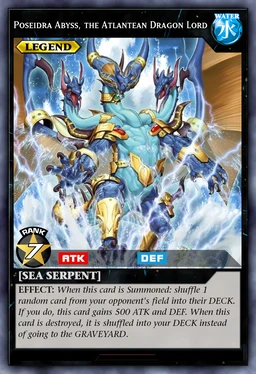 Poseidra Abyss, the Atlantean Dragon Lord
WATER
水
LEGEND
RANK
7
ATK
DEF
[SEA SERPENT]
EFFECT: When this card is Summoned: shuffle 1
random card from your opponent's field into their DECK.
If you do, this card gains 500 ATK and DEF. When this
card is destroyed, it is shuffled into your DECK instead
of going to the GRAVEYARD.